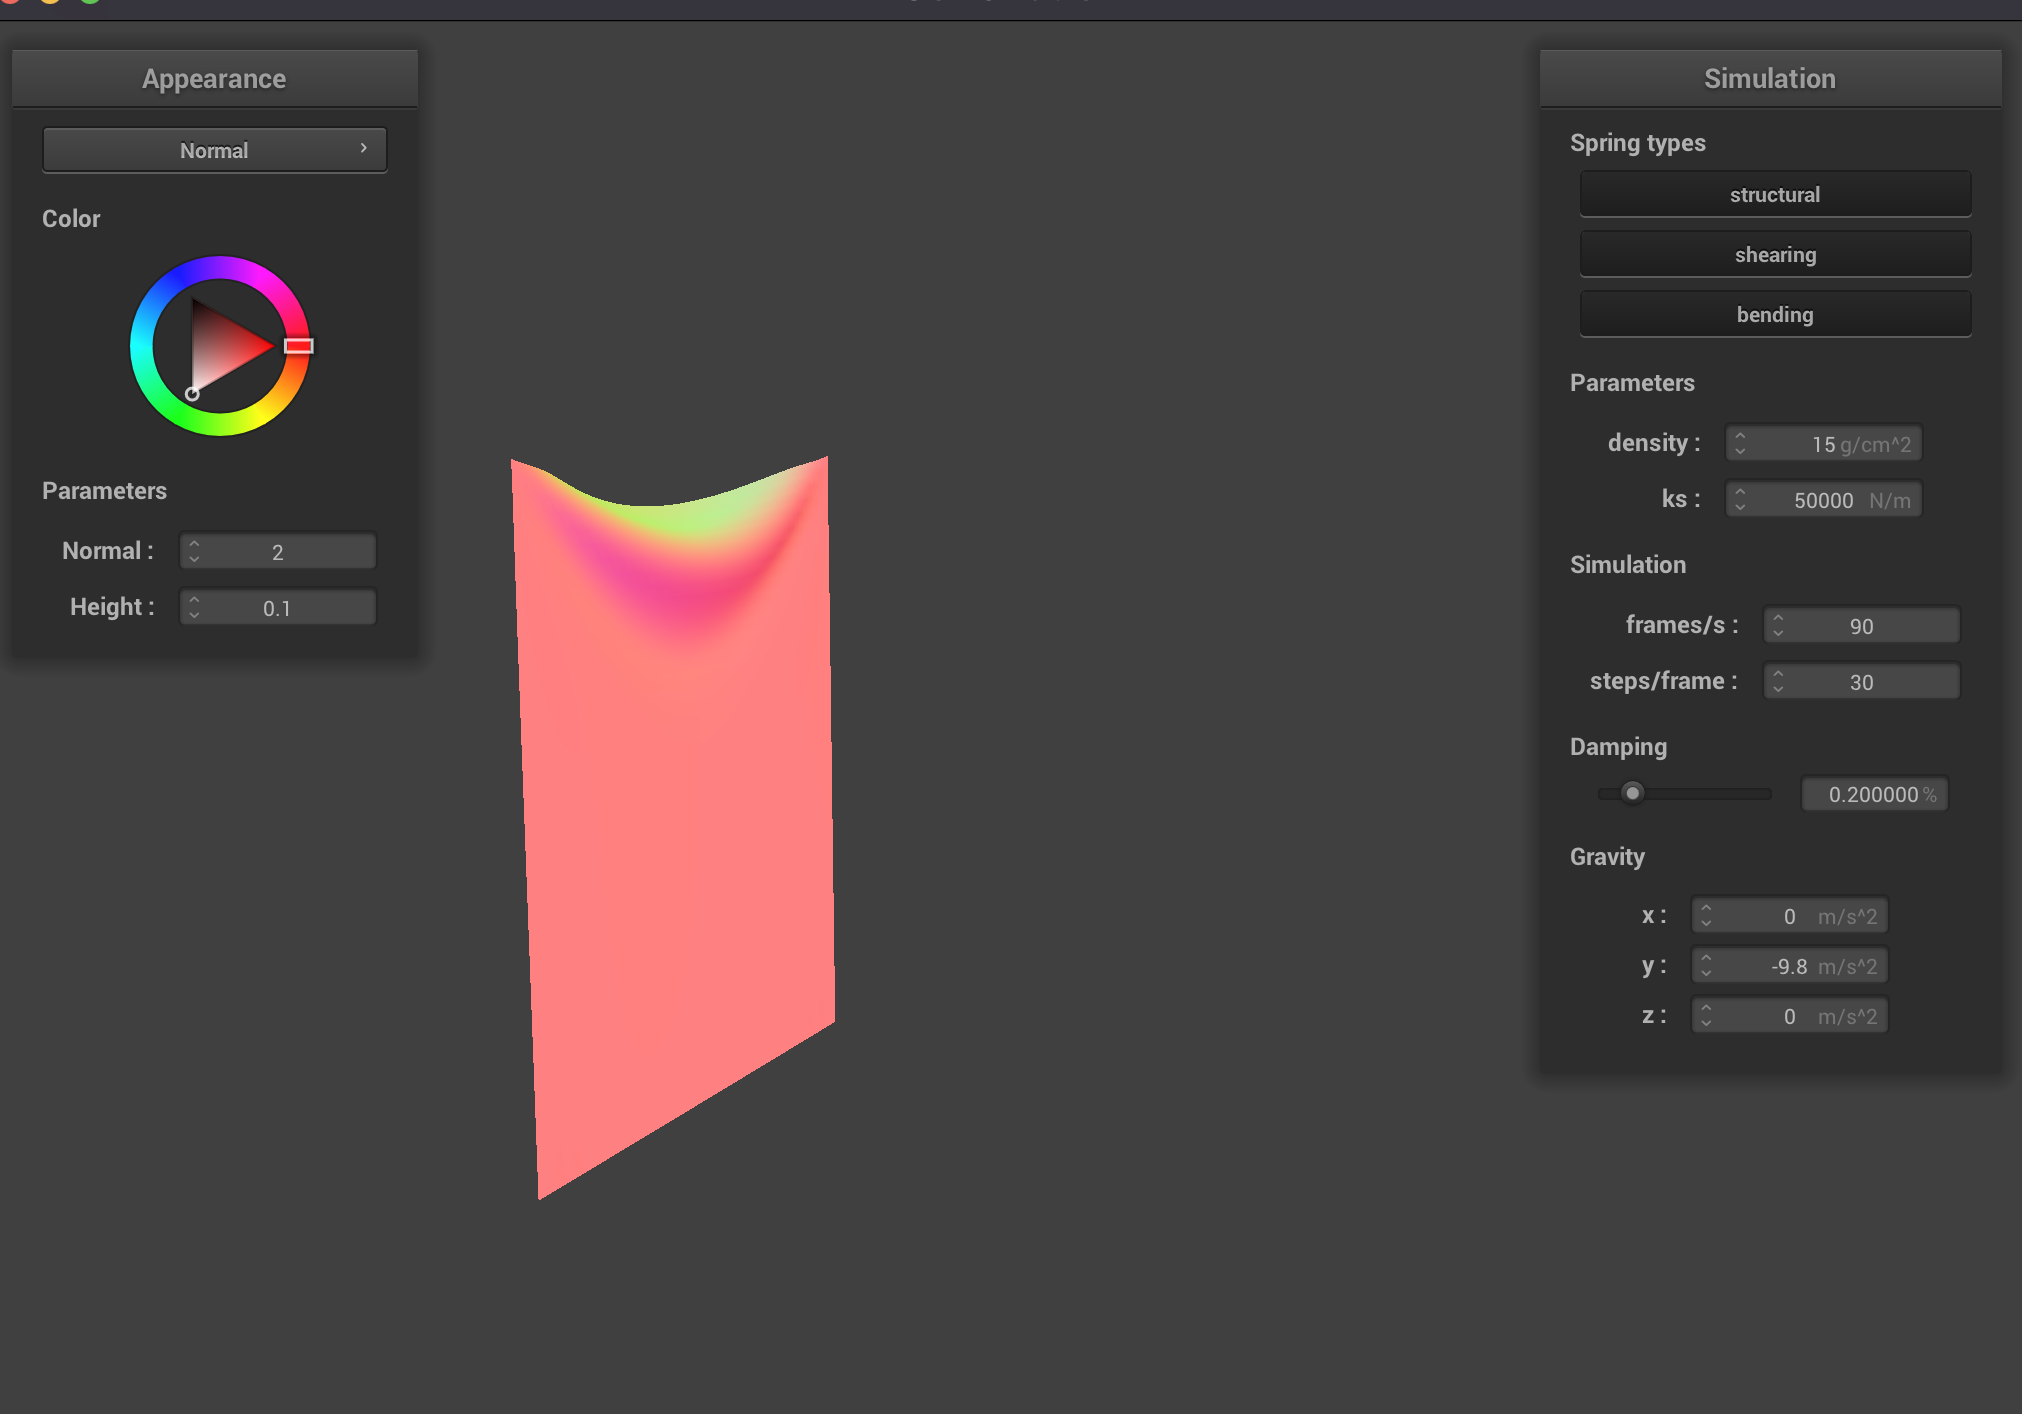 Appearance
Normal
Color
Parameters
Normal : 2
Height : 0.1
Simulation
Spring types
structural
shearing
bending
Parameters
density : 15 g/cm^2
ks : 50000 N/m
Simulation
frames/s : 90
steps/frame : 30
Damping
0.200000 %
Gravity
x : 0 m/s^2
y : -9.8 m/s^2
z : 0 m/s^2